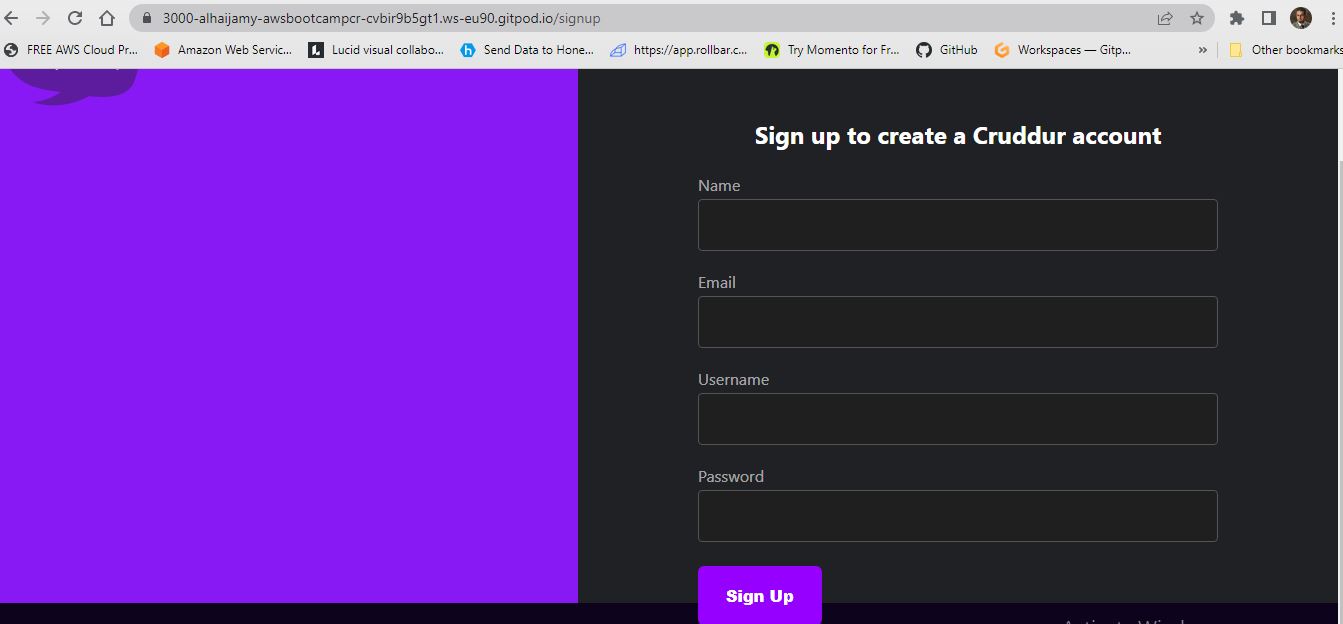 3000-alhaijamy-awsbootcampcr-cvbir9b5gt1.ws-eu90.gitpod.io/signup
FREE AWS Cloud Pr... Amazon Web Servic... Lucid visual collabo... Send Data to Hone... https://app.rollbar.c... Try Momento for Fr... GitHub Workspaces — Gitp... » Other bookmarks
Sign up to create a Cruddur account
Name
Email
Username
Password
Sign Up